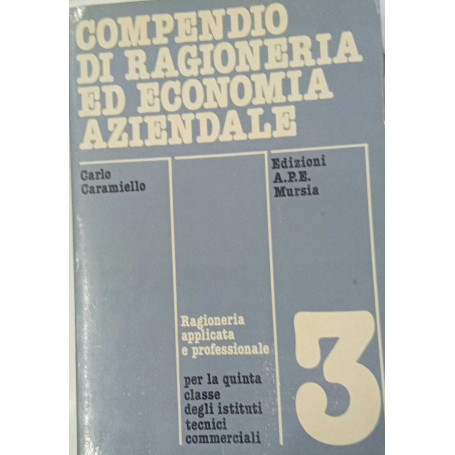 COMPENDIO
DI RAGIONERIA
ED ECONOMIA
AZIENDALE
Carlo
Caramiello
Edizioni
A.P.E.
Mursia
Ragioneria
applicata
e professionale
per la quinta
classe
degli istituti
tecnici
commerciali
3